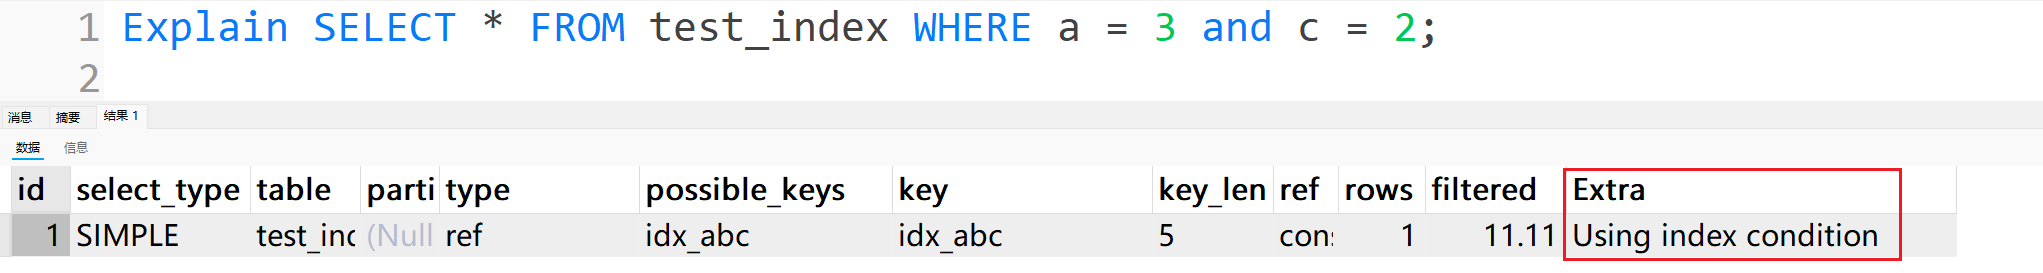 1 Explain SELECT * FROM test_index WHERE a = 3 and c = 2;
2
消息 摘要 结果 1
数据 信息
id select_type table parti type possible_keys key key_len ref rows filtered Extra
1 SIMPLE test_ind (Null ref idx_abc idx_abc 5 cons 1 11.11 Using index condition